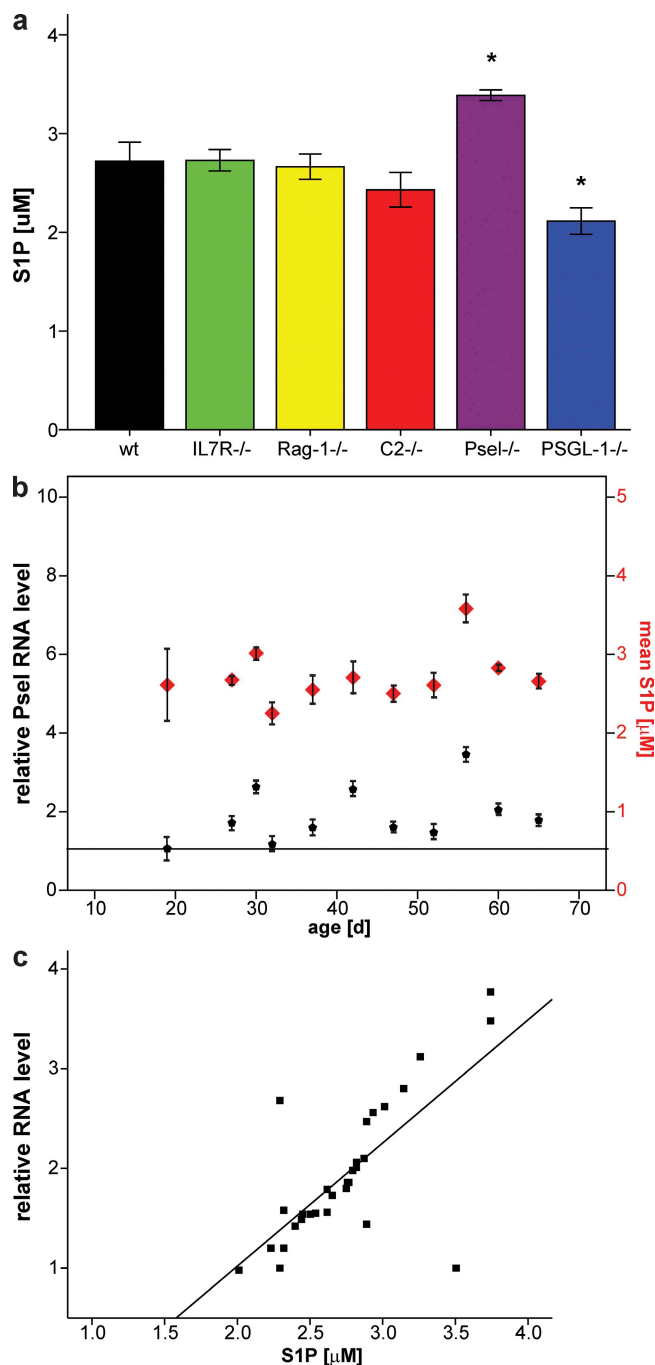 a
S1P [uM]
4
3
2
1
0
*
*
wt IL7R-/- Rag-1-/- C2-/- Psel-/- PSGL-1-/-
b
relative Psel RNA level
10
8
6
4
2
0
mean S1P [µM]
5
4
3
2
1
0
10 20 30 40 50 60 70
age [d]
c
relative RNA level
4
3
2
1
1.0 1.5 2.0 2.5 3.0 3.5 4.0
S1P [µM]